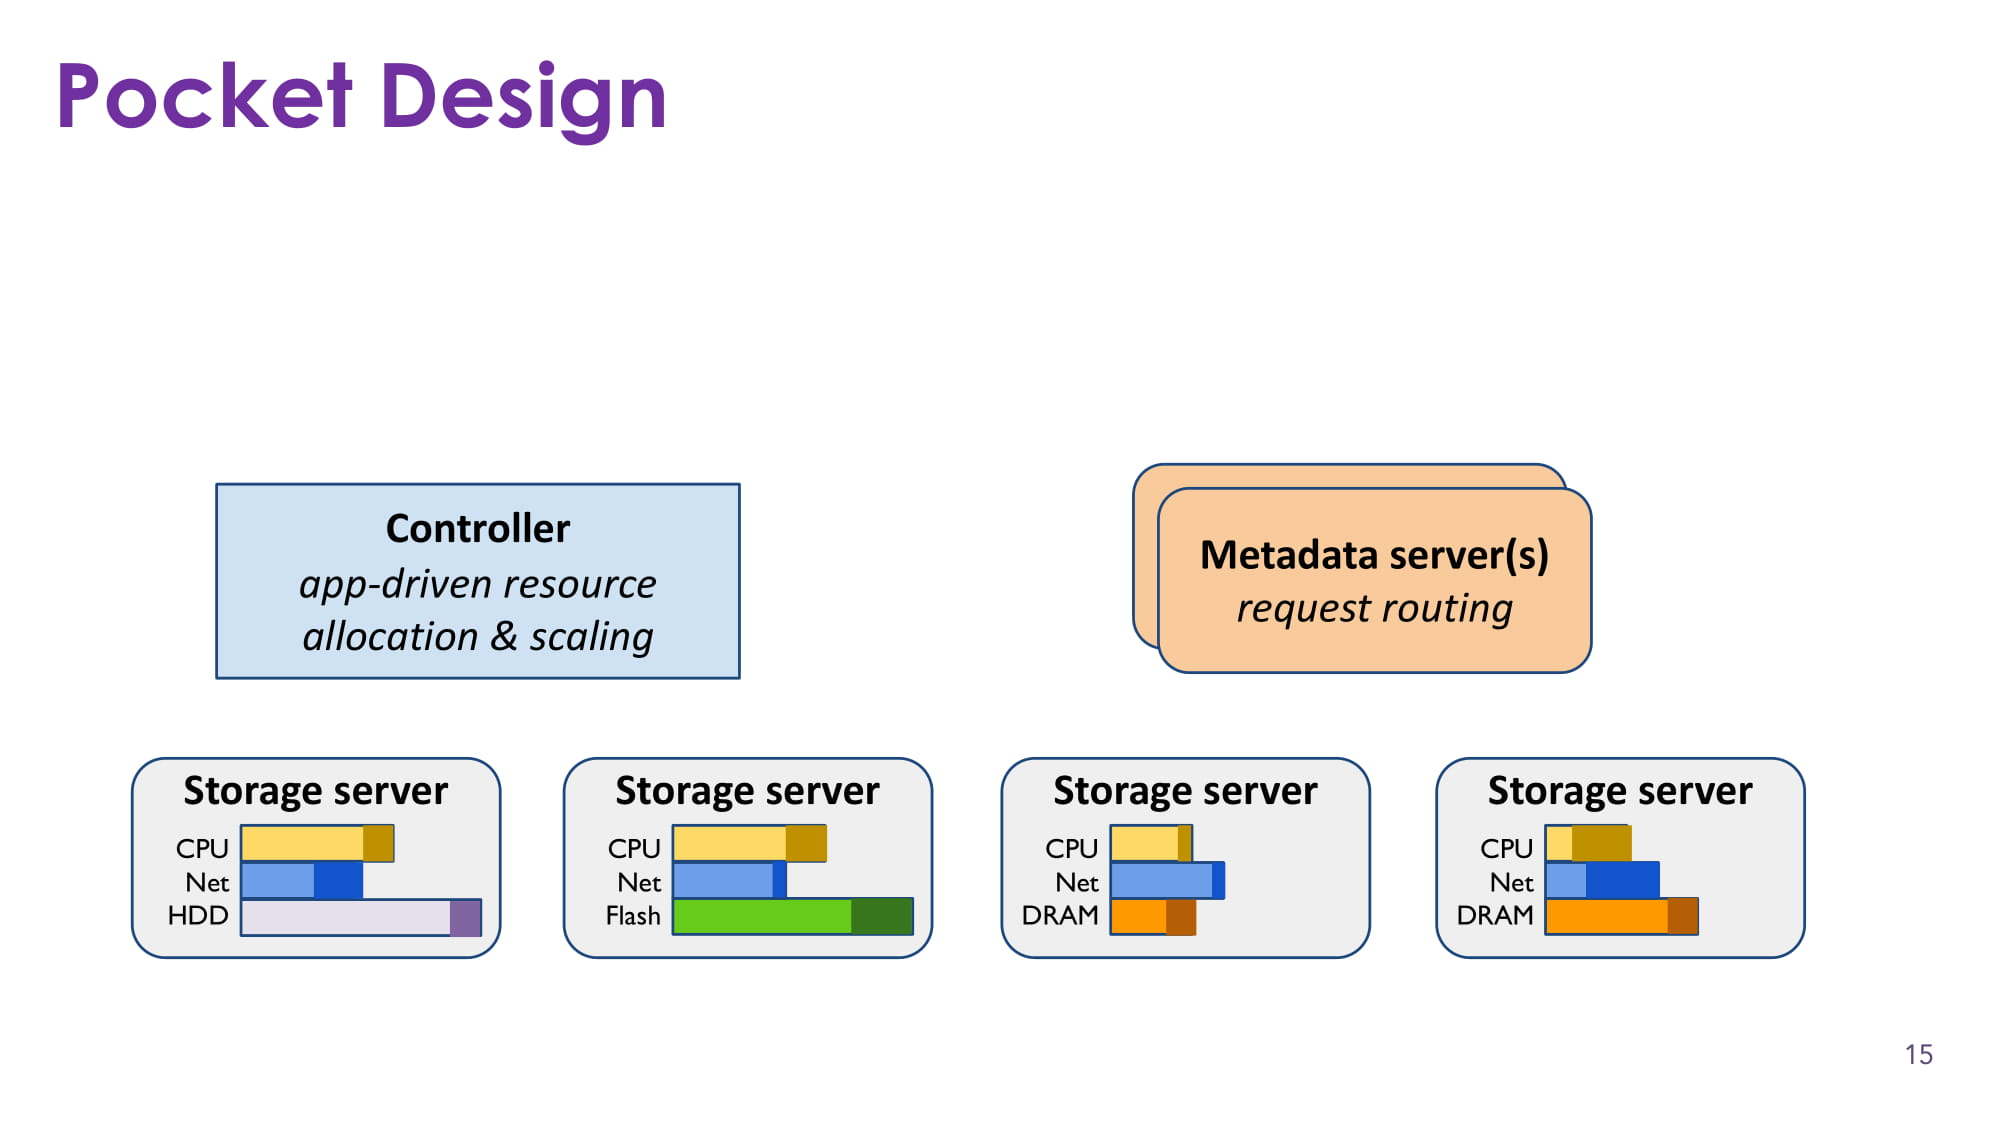 Pocket Design
Controller
app-driven resource
allocation & scaling
Metadata server(s)
request routing
Storage server
CPU
Net
HDD
Storage server
CPU
Net
Flash
Storage server
CPU
Net
DRAM
Storage server
CPU
Net
DRAM
15